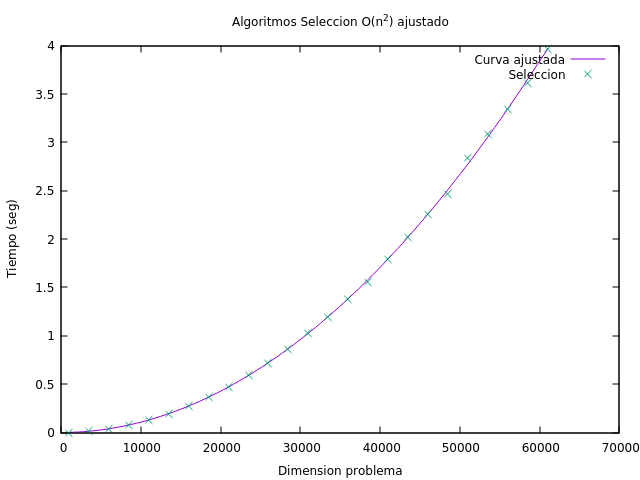 Algoritmos Seleccion O(n²) ajustado
4
3.5
3
2.5
2
1.5
1
0.5
0
Tiempo (seg)
Curva ajustada
Seleccion
0 10000 20000 30000 40000 50000 60000 70000
Dimension problema